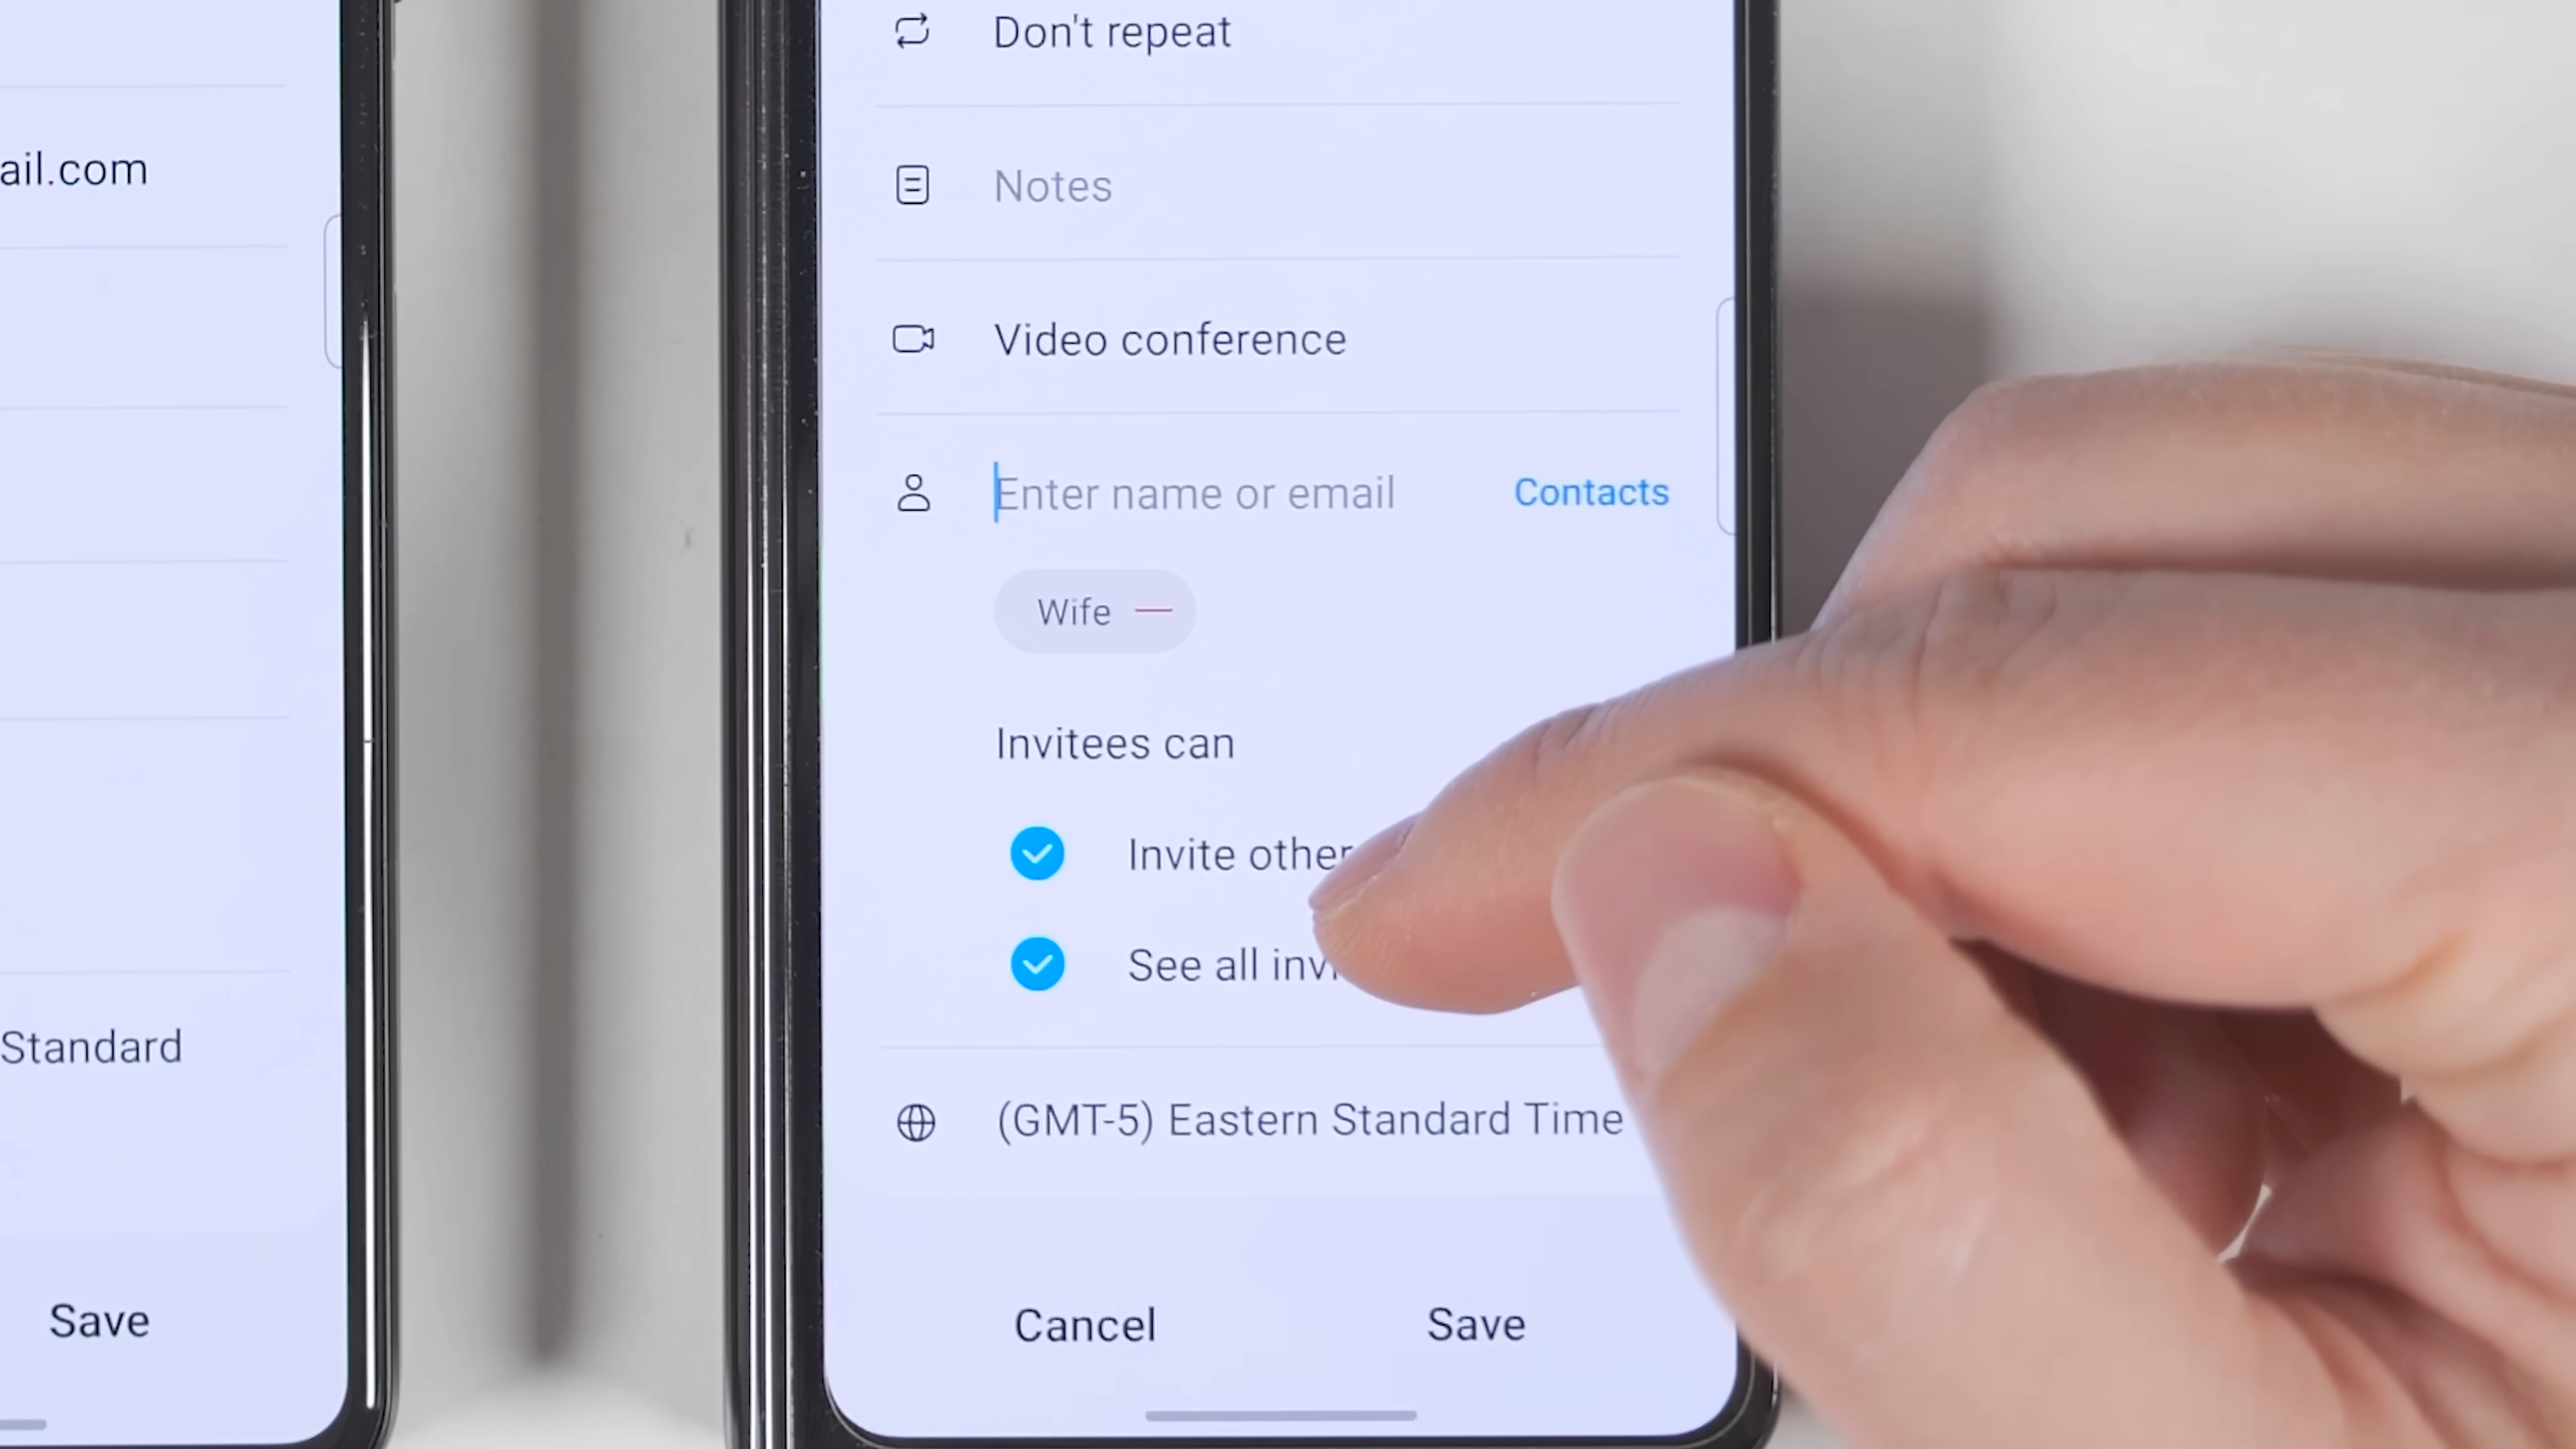 ail.com
Standard
Save
Don't repeat
Notes
Video conference
Enter name or email Contacts
Wife
Invitees can
Invite other
See all invi
(GMT-5) Eastern Standard Time
Cancel Save